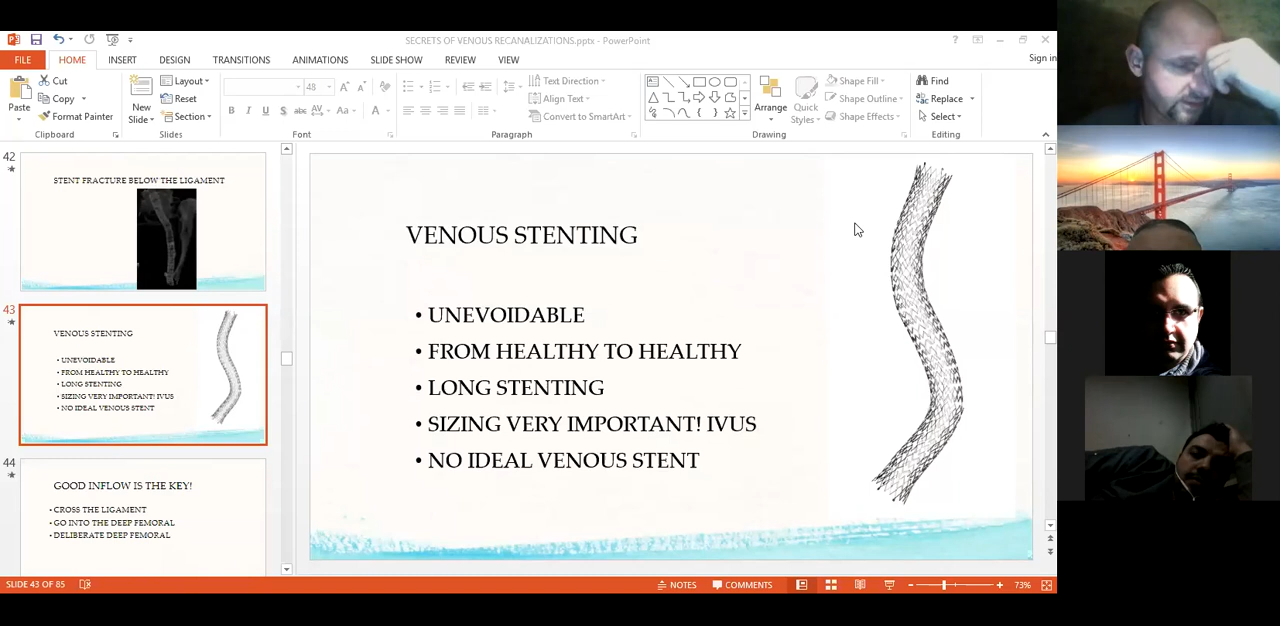 SECRETS OF VENOUS RECANALIZATIONS.pptx - PowerPoint
FILE HOME INSERT DESIGN TRANSITIONS ANIMATIONS SLIDE SHOW REVIEW VIEW Sign in
Paste
Cut
Copy
Format Painter
Clipboard
New
Slide
Layout
Reset
Section
Slides
48
B I U S abc AV Aa A
Font
Paragraph
Text Direction
Align Text
Convert to SmartArt
Arrange
Quick
Styles
Drawing
Shape Fill
Shape Outline
Shape Effects
Find
Replace
Select
Editing
42
STENT FRACTURE BELOW THE LIGAMENT
43
VENOUS STENTING
• UNEVOIDABLE
• FROM HEALTHY TO HEALTHY
• LONG STENTING
• SIZING VERY IMPORTANT! IVUS
• NO IDEAL VENOUS STENT
44
GOOD INFLOW IS THE KEY!
• CROSS THE LIGAMENT
• GO INTO THE DEEP FEMORAL
• DELIBERATE DEEP FEMORAL
VENOUS STENTING
• UNEVOIDABLE
• FROM HEALTHY TO HEALTHY
• LONG STENTING
• SIZING VERY IMPORTANT! IVUS
• NO IDEAL VENOUS STENT
SLIDE 43 OF 85 NOTES COMMENTS 73%